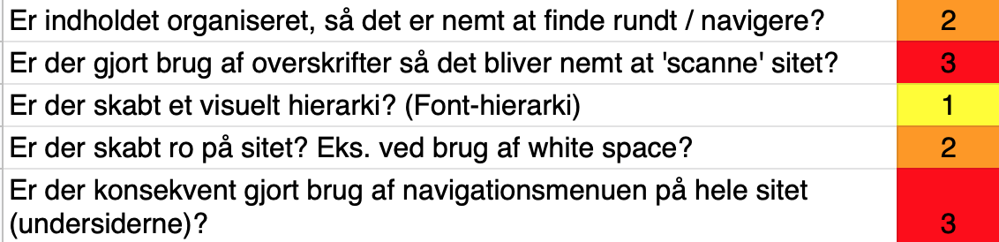 Er indholdet organiseret, så det er nemt at finde rundt / navigere? 2
Er der gjort brug af overskrifter så det bliver nemt at 'scanne' sitet? 3
Er der skabt et visuelt hierarki? (Font-hierarki) 1
Er der skabt ro på sitet? Eks. ved brug af white space? 2
Er der konsekvent gjort brug af navigationsmenuen på hele sitet
(undersiderne)? 3